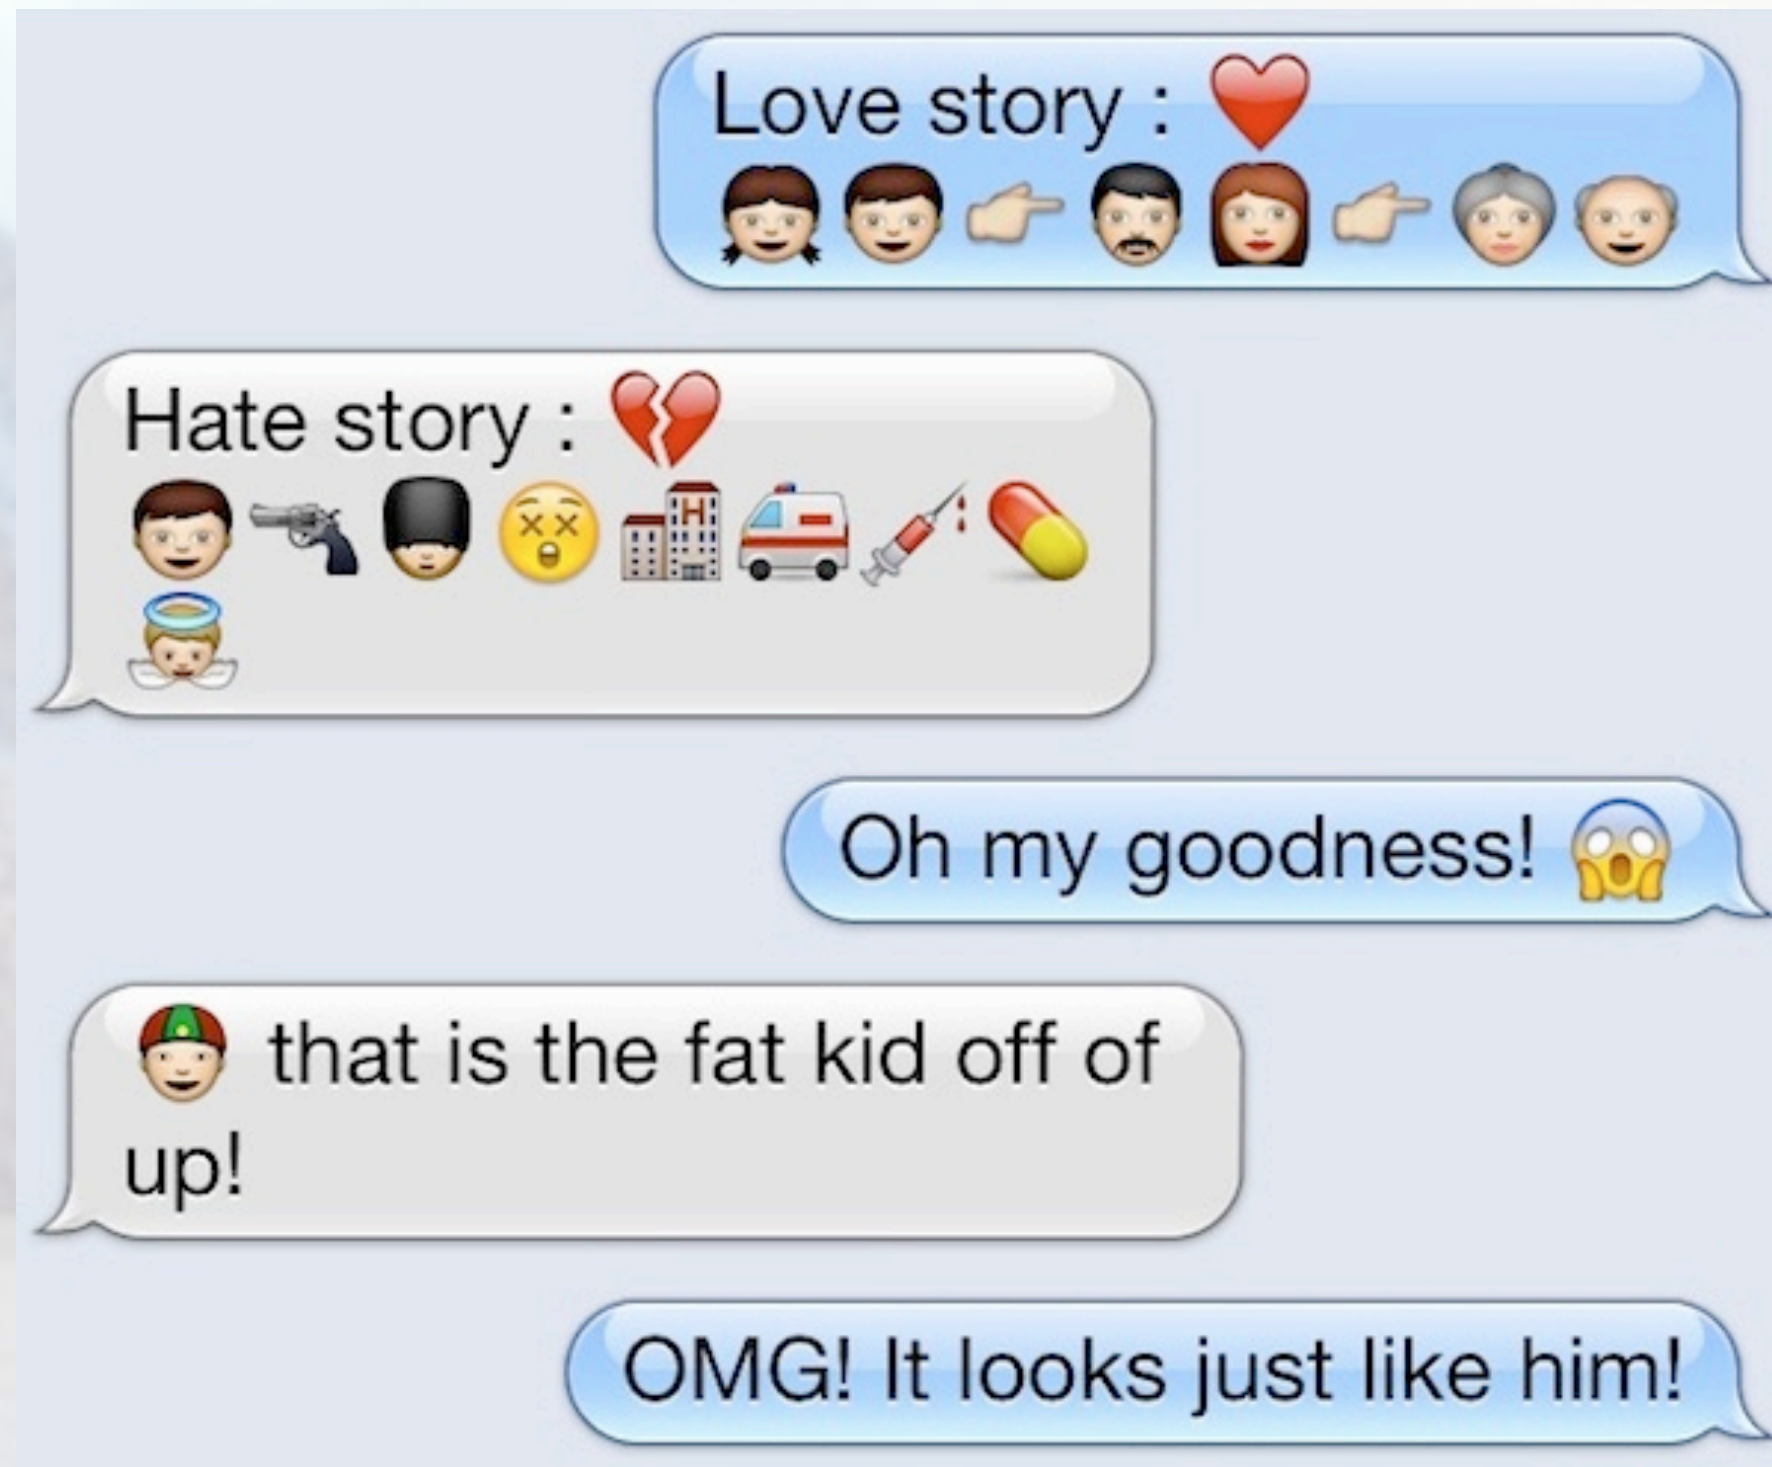 Love story : ❤️
👧👦👉👨👩👉👵👴
Hate story : 💔
👦🔫💂😲🏥🚑💉💊
👼
Oh my goodness! 😱
👲 that is the fat kid off of
up!
OMG! It looks just like him!